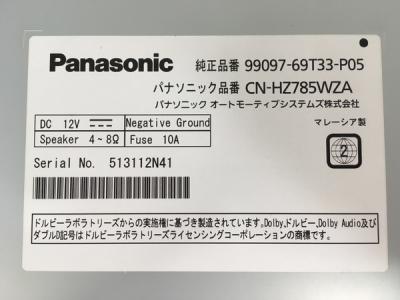 Panasonic 純正品番 99097-69T33-P05
パナソニック品番 CN-HZ785WZA
パナソニック オートモーティブシステムズ株式会社
DC 12V Negative Ground
Speaker 4~8Ω Fuse 10A
マレーシア製
Serial No. 513112N41
2
ドルビーラボラトリーズからの実施権に基づき製造されています。Dolby、ドルビー、Dolby Audio及び
ダブルD記号はドルビーラボラトリーズライセンシングコーポレーションの商標です。